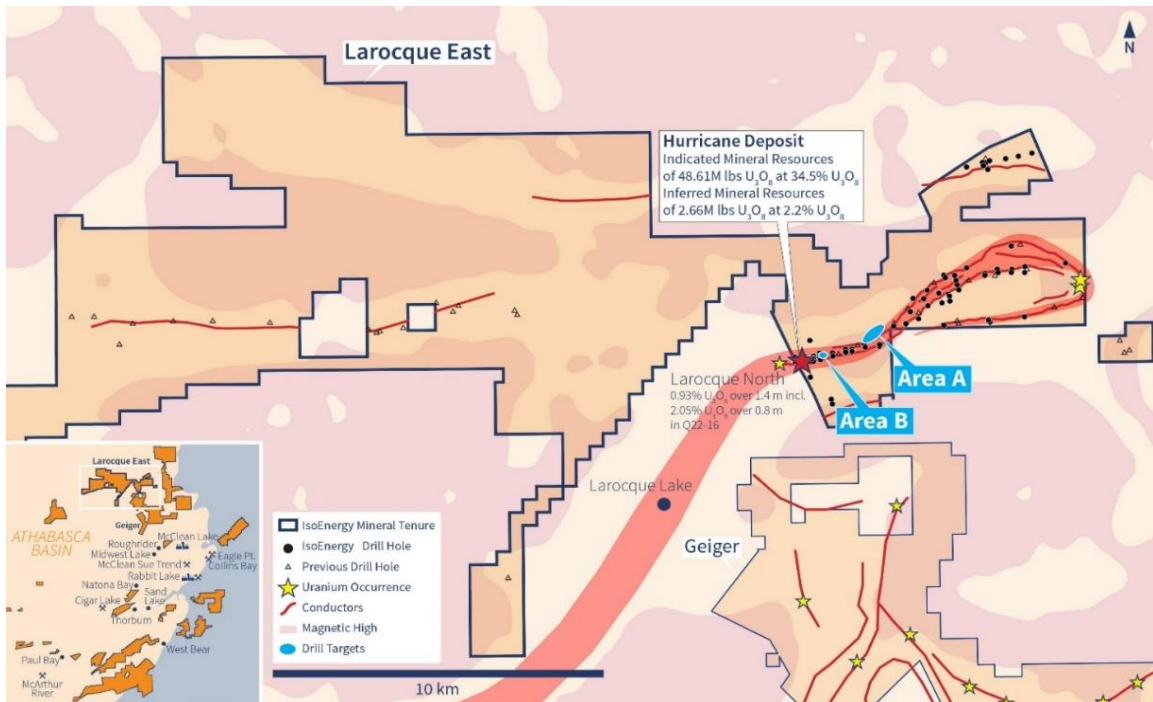 Larocque East
N
Hurricane Deposit
Indicated Mineral Resources
of 48.61M lbs U₃O₈ at 34.5% U₃O₈
Inferred Mineral Resources
of 2.66M lbs U₃O₈ at 2.2% U₃O₈
Area A
Area B
Larocque North
0.93% U₃O₈ over 1.4 m incl.
2.05% U₃O₈ over 0.8 m
in Q22-16
Larocque Lake
Geiger
IsoEnergy Mineral Tenure
IsoEnergy Drill Hole
Previous Drill Hole
Uranium Occurrence
Conductors
Magnetic High
Drill Targets
10 km
Larocque East
Geiger
ATHABASCA
BASIN
McClean Lake
Roughrider
Midwest Lake
McClean Sue Trend
Eagle Pt.
Collins Bay
Rabbit Lake
Natona Bay
Sand
Lake
Cigar Lake
Thorburn
West Bear
Paul Bay
McArthur
River